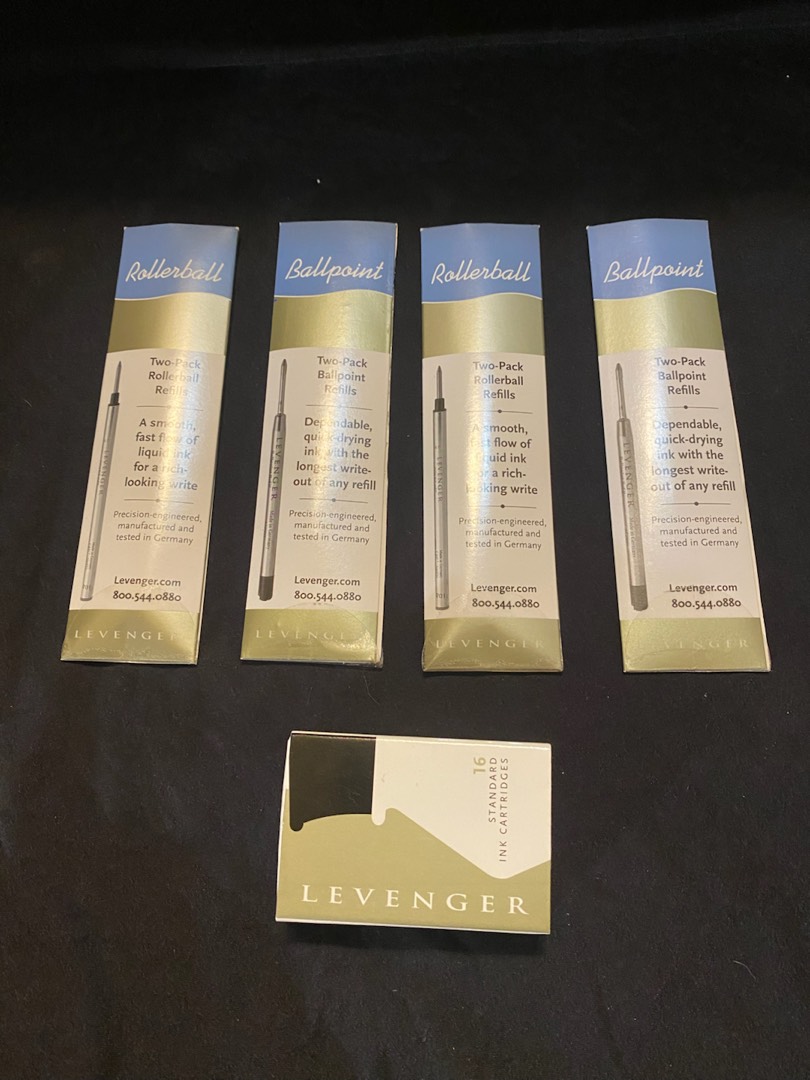 Rollerball
Two-Pack
Rollerball
Refills
A smooth,
fast flow of
liquid ink
for a rich-
looking write
Precision-engineered,
manufactured and
tested in Germany
Levenger.com
800.544.0880
LEVENGER
Ballpoint
Two-Pack
Ballpoint
Refills
Dependable,
quick-drying
ink with the
longest write-
out of any refill
LEVENGER
Precision-engineered,
manufactured and
tested in Germany
Levenger.com
800.544.0880
LEVENGER
Rollerball
Two-Pack
Rollerball
Refills
A smooth,
fast flow of
liquid ink
for a rich-
looking write
LEVENGER
Precision-engineered,
manufactured and
tested in Germany
Levenger.com
800.544.0880
LEVENGER
Ballpoint
Two-Pack
Ballpoint
Refills
Dependable,
quick-drying
ink with the
longest write-
out of any refill
LEVENGER
Precision-engineered,
manufactured and
tested in Germany
Levenger.com
800.544.0880
LEVENGER
16
STANDARD
INK CARTRIDGES
LEVENGER